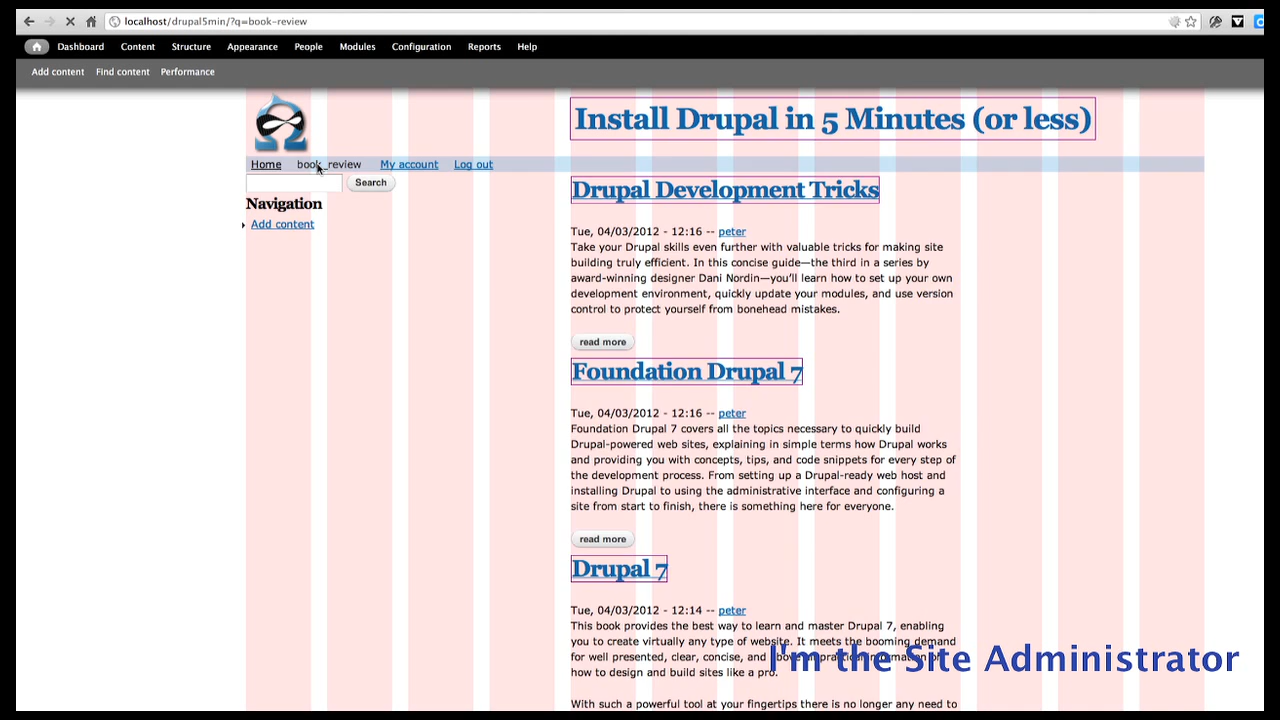 localhost/drupal5min/?q=book-review
Dashboard Content Structure Appearance People Modules Configuration Reports Help
Add content Find content Performance
Install Drupal in 5 Minutes (or less)
Home book_review My account Log out
Search
Navigation
Add content
Drupal Development Tricks
Tue, 04/03/2012 - 12:16 -- peter
Take your Drupal skills even further with valuable tricks for making site
building truly efficient. In this concise guide—the third in a series by
award-winning designer Dani Nordin—you'll learn how to set up your own
development environment, quickly update your modules, and use version
control to protect yourself from bonehead mistakes.
read more
Foundation Drupal 7
Tue, 04/03/2012 - 12:16 -- peter
Foundation Drupal 7 covers all the topics necessary to quickly build
Drupal-powered web sites, explaining in simple terms how Drupal works
and providing you with concepts, tips, and code snippets for every step of
the development process. From setting up a Drupal-ready web host and
installing Drupal to using the administrative interface and configuring a
site from start to finish, there is something here for everyone.
read more
Drupal 7
Tue, 04/03/2012 - 12:14 -- peter
This book provides the best way to learn and master Drupal 7, enabling
you to create virtually any type of website. It meets the booming demand
for well presented, clear, concise, and above
how to design and build sites like a pro.
I'm the Site Administrator
With such a powerful tool at your fingertips there is no longer any need to